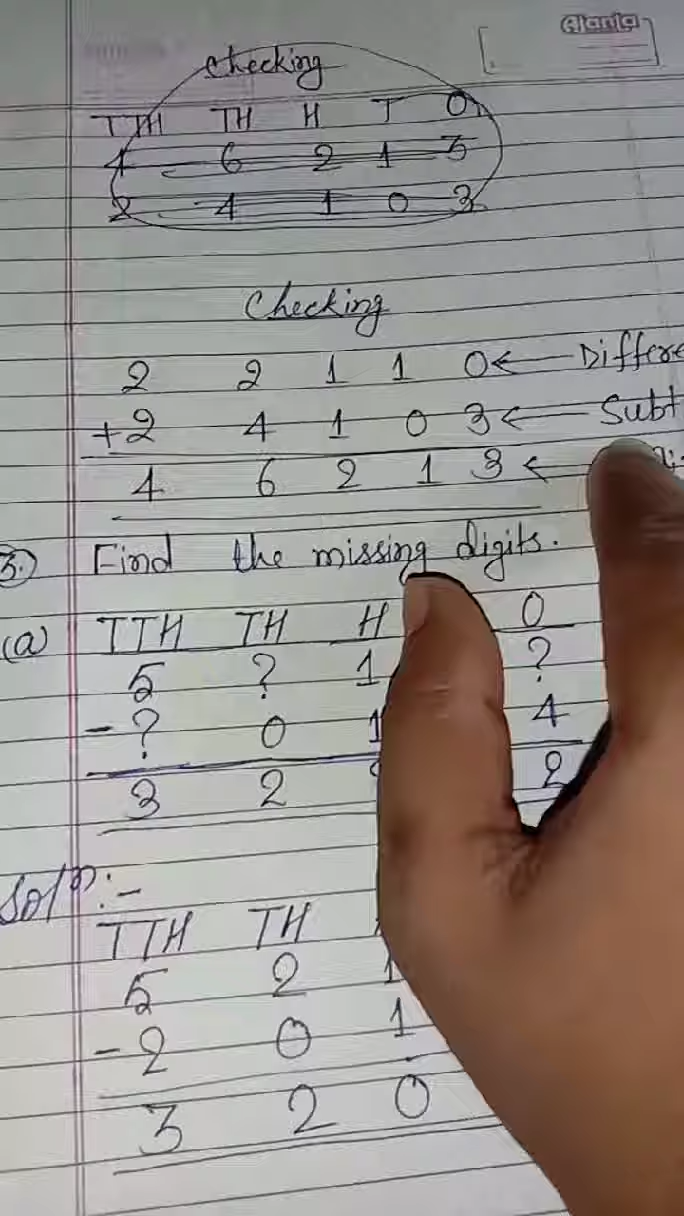 Ajanta
Checking
TTH TH H T O
4 6 2 1 3
2 4 1 0 3
Checking
2 2 1 1 0 ←
+2 4 1 0 3 ←
4 6 2 1 3 ←
3. Find the missing digits.
(a) TTH TH H O
5 ? 1 ?
- ? 0 1 4
3 2 2
Solⁿ:-
TTH TH
5 2 1
- 2 0 1
3 2 0